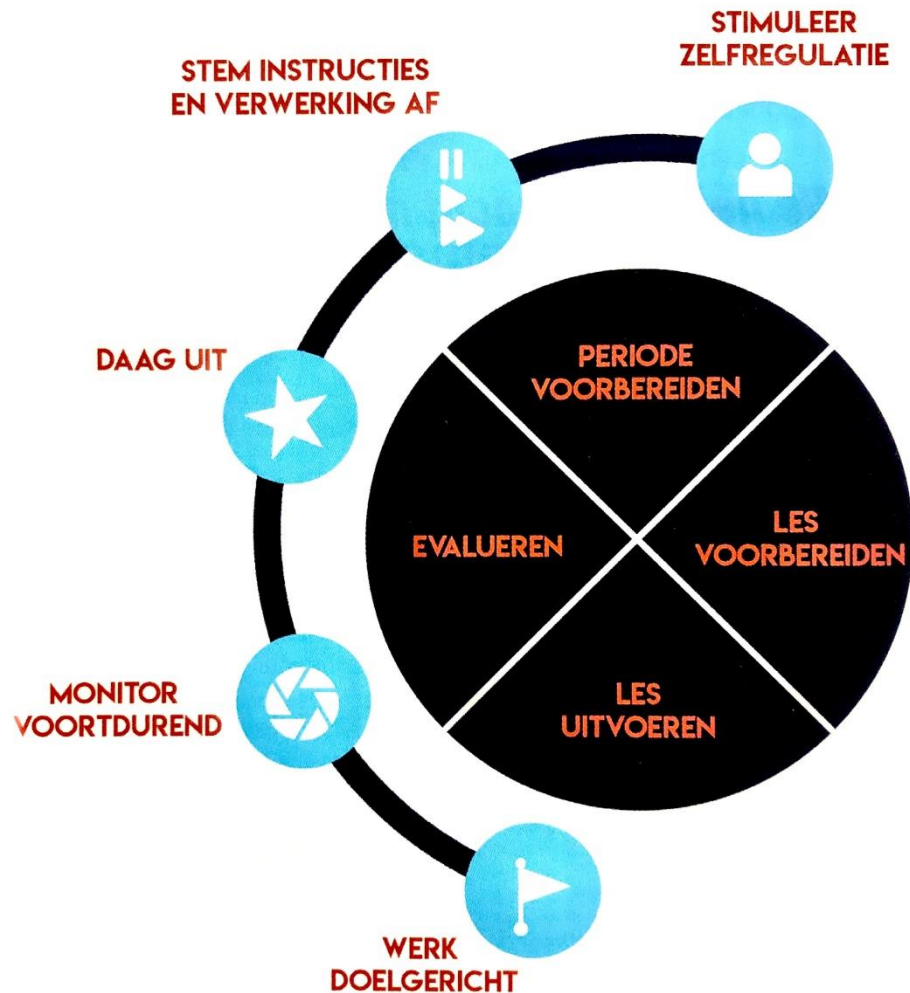 STIMULEER
ZELFREGULATIE
STEM INSTRUCTIES
EN VERWERKING AF
DAAG UIT
MONITOR
VOORTDUREND
WERK
DOELGERICHT
PERIODE
VOORBEREIDEN
LES
VOORBEREIDEN
LES
UITVOEREN
EVALUEREN